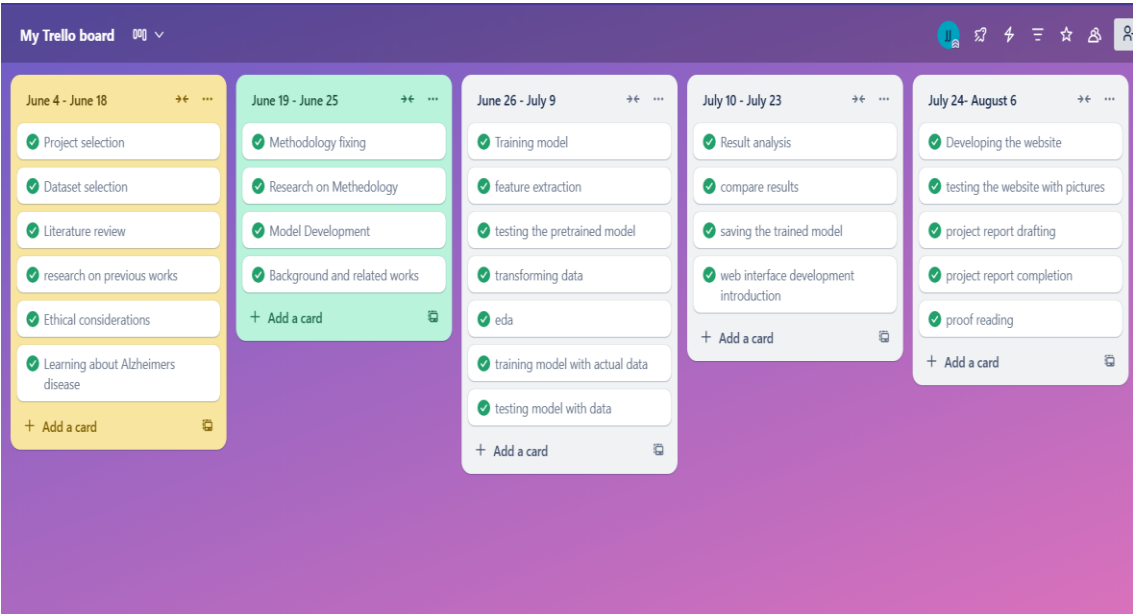 My Trello board
JJ
June 4 - June 18
Project selection
Dataset selection
Literature review
research on previous works
Ethical considerations
Learning about Alzheimers
disease
+ Add a card
June 19 - June 25
Methodology fixing
Research on Methedology
Model Development
Background and related works
+ Add a card
June 26 - July 9
Training model
feature extraction
testing the pretrained model
transforming data
eda
training model with actual data
testing model with data
+ Add a card
July 10 - July 23
Result analysis
compare results
saving the trained model
web interface development
introduction
+ Add a card
July 24- August 6
Developing the website
testing the website with pictures
project report drafting
project report completion
proof reading
+ Add a card